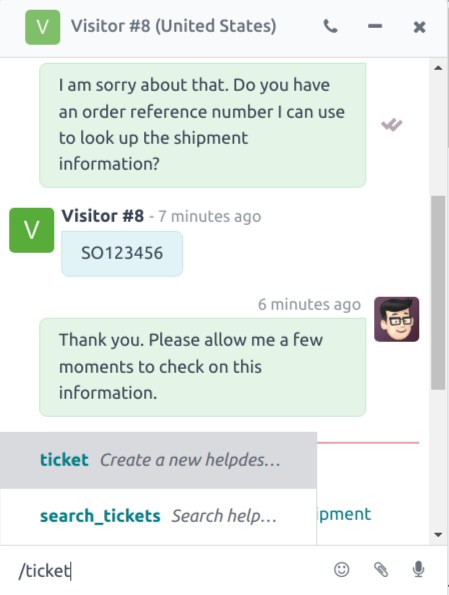 V Visitor #8 (United States)
I am sorry about that. Do you have
an order reference number I can use
to look up the shipment
information?
V Visitor #8 - 7 minutes ago
SO123456
6 minutes ago
Thank you. Please allow me a few
moments to check on this
information.
ticket Create a new helpdes...
search_tickets Search help...
ipment
/ticket